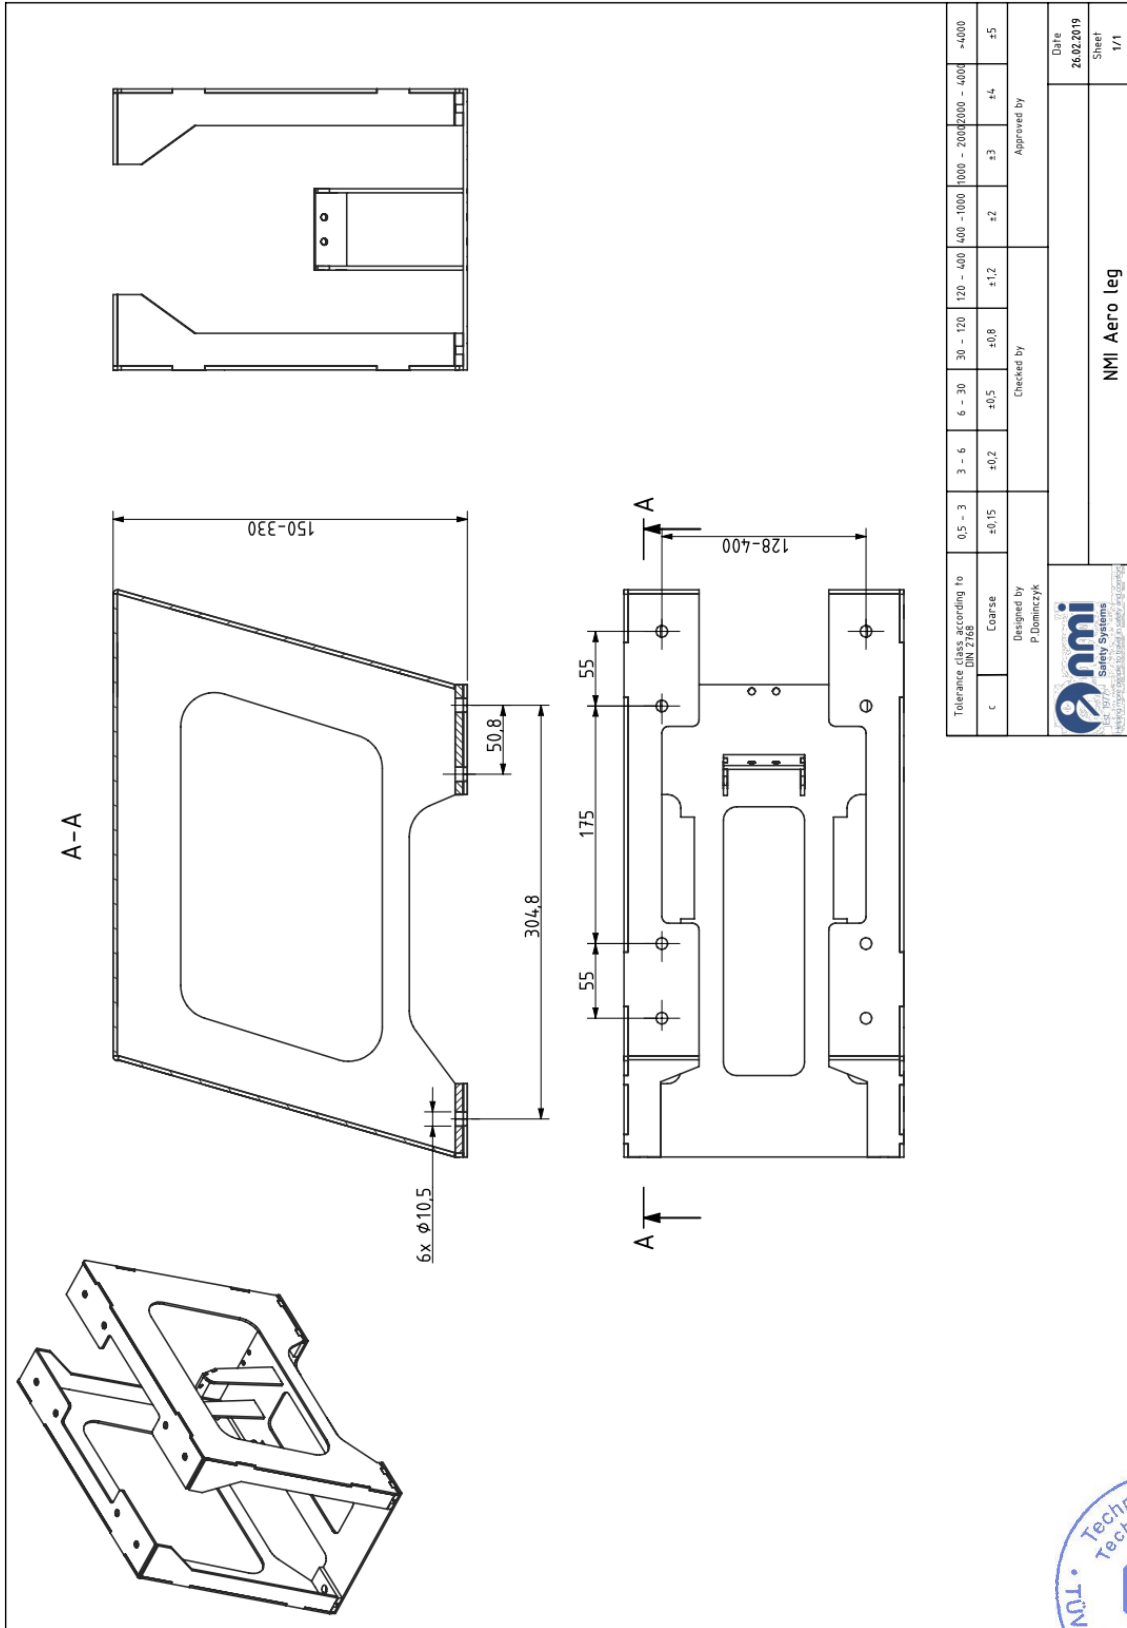 A-A
150-330
50,8
304,8
6x ⌀10,5
A
A
128-400
55
175
55
Tolerance class according to
DIN 2768
0,5 - 3
3 - 6
6 - 30
30 - 120
120 - 400
400 -1000
1000 - 2000
2000 - 4000
>4000
c
Coarse
±0,15
±0,2
±0,5
±0,8
±1,2
±2
±3
±4
±5
Designed by
P.Dominczyk
Checked by
Approved by
Date
26.02.2019
nmi
Safety Systems
Est. 1977
NMI Aero leg
Sheet
1/1
TÜV